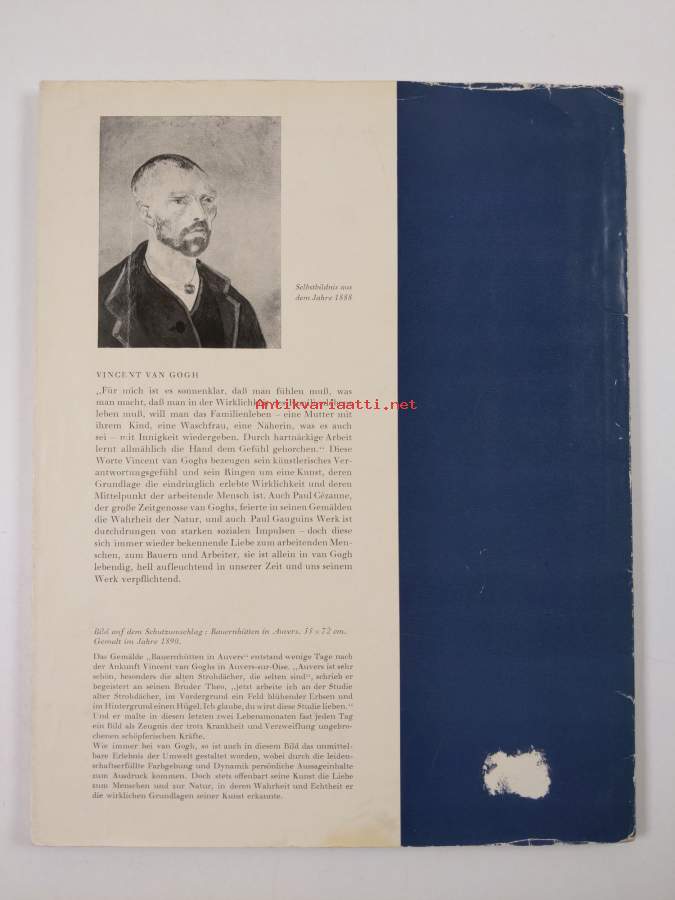 Selbstbildnis aus
dem Jahre 1888
VINCENT VAN GOGH
„Für mich ist es sonnenklar, daß man fühlen muß, was
man macht, daß man in der Wirklichkeit
Antikvariaatti.net
leben muß, will man das Familienleben – eine Mutter mit
ihrem Kind, eine Waschfrau, eine Näherin, was es auch
sei – mit Innigkeit wiedergeben. Durch hartnäckige Arbeit
lernt allmählich die Hand dem Gefühl gehorchen.“ Diese
Worte Vincent van Goghs bezeugen sein künstlerisches Ver-
antwortungsgefühl und sein Ringen um eine Kunst, deren
Grundlage die eindringlich erlebte Wirklichkeit und deren
Mittelpunkt der arbeitende Mensch ist. Auch Paul Cézanne,
der große Zeitgenosse van Goghs, feierte in seinen Gemälden
die Wahrheit der Natur, und auch Paul Gauguins Werk ist
durchdrungen von starken sozialen Impulsen – doch diese
sich immer wieder bekennende Liebe zum arbeitenden Men-
schen, zum Bauern und Arbeiter, sie ist allein in van Gogh
lebendig, hell aufleuchtend in unserer Zeit und uns seinem
Werk verpflichtend.
Bild auf dem Schutzumschlag: Bauernhütten in Auvers. 55 × 72 cm.
Gemalt im Jahre 1890.
Das Gemälde „Bauernhütten in Auvers“ entstand wenige Tage nach
der Ankunft Vincent van Goghs in Auvers-sur-Oise. „Auvers ist sehr
schön, besonders die alten Strohdächer, die selten sind“, schrieb er
begeistert an seinen Bruder Theo, „jetzt arbeite ich an der Studie
alter Strohdächer, im Vordergrund ein Feld blühender Erbsen und
im Hintergrund einen Hügel. Ich glaube, du wirst diese Studie lieben.“
Und er malte in diesen letzten zwei Lebensmonaten fast jeden Tag
ein Bild als Zeugnis der trotz Krankheit und Verzweiflung ungebro-
chenen schöpferischen Kräfte.
Wie immer bei van Gogh, so ist auch in diesem Bild das unmittel-
bare Erlebnis der Umwelt gestaltet worden, wobei durch die leiden-
schaftserfüllte Farbgebung und Dynamik persönliche Aussageinhalte
zum Ausdruck kommen. Doch stets offenbart seine Kunst die Liebe
zum Menschen und zur Natur, in deren Wahrheit und Echtheit er
die wirklichen Grundlagen seiner Kunst erkannte.